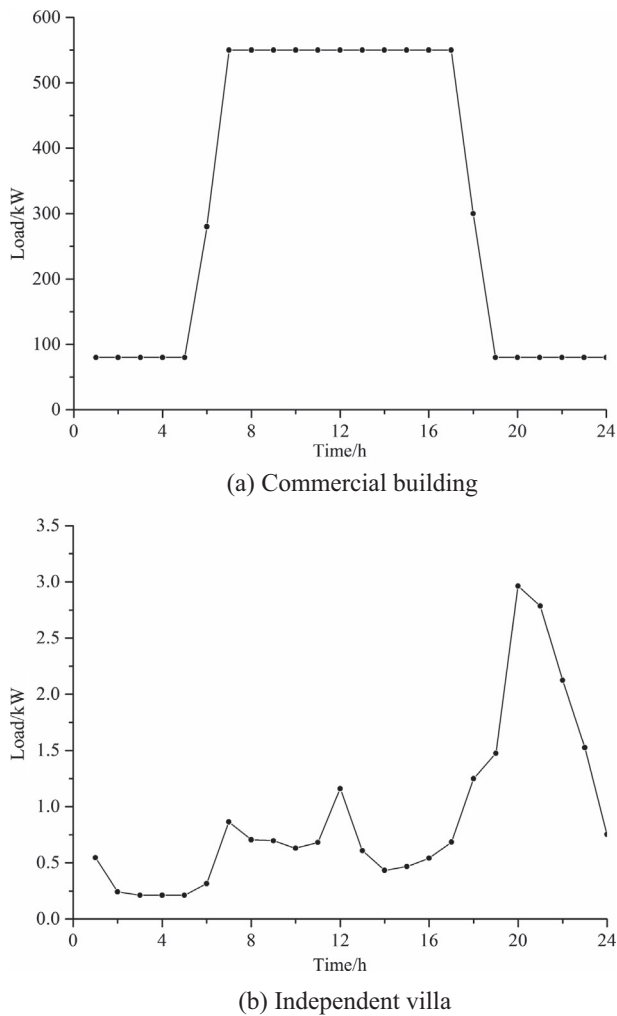 600
500
400
300
200
100
0
Load/kW
0 4 8 12 16 20 24
Time/h
(a) Commercial building
3.5
3.0
2.5
2.0
1.5
1.0
0.5
0.0
Load/kW
0 4 8 12 16 20 24
Time/h
(b) Independent villa